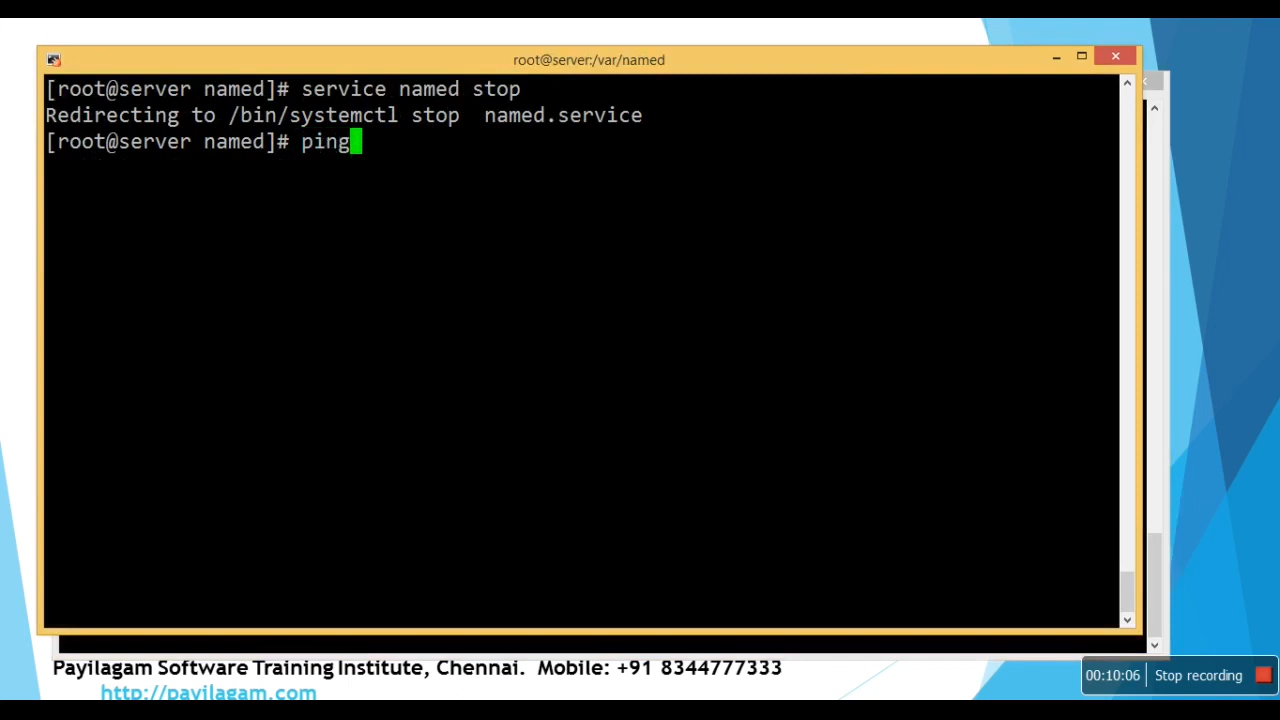 root@server:/var/named
[root@server named]# service named stop
Redirecting to /bin/systemctl stop  named.service
[root@server named]# ping
Payilagam Software Training Institute, Chennai.  Mobile: +91 8344777333
http://payilagam.com
00:10:06 Stop recording